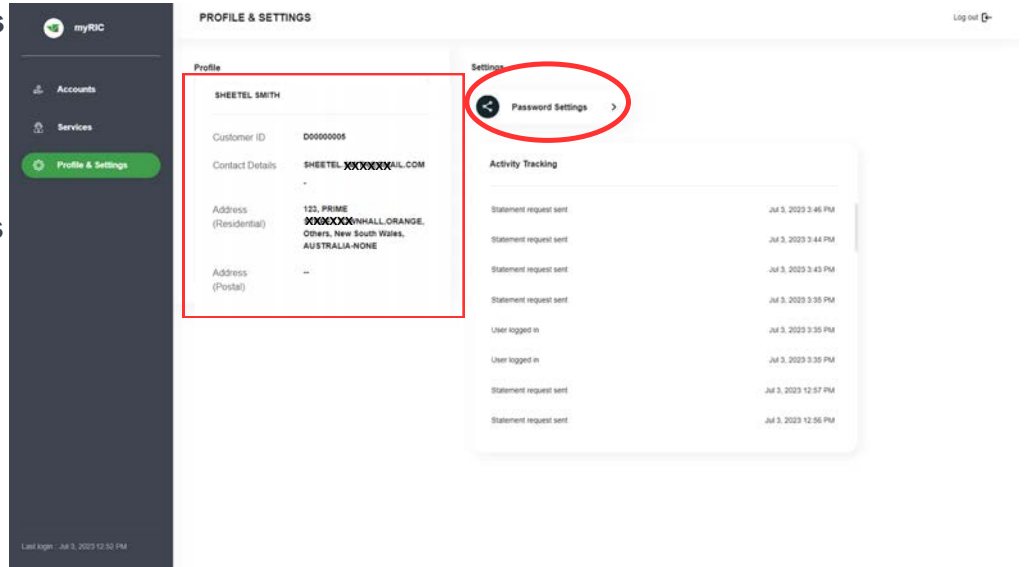 S
myRIC
PROFILE & SETTINGS
Log out
Accounts
Services
Profile & Settings
S
Last login : Jul 3, 2023 12:52 PM
Profile
SHEETEL SMITH
Customer ID D00000005
Contact Details SHEETEL.XXXXXXAIL.COM
-
Address 123, PRIME
(Residential) XXXXXXWNHALL,ORANGE,
Others, New South Wales,
AUSTRALIA-NONE
Address --
(Postal)
Settings
Password Settings >
Activity Tracking
Statement request sent Jul 3, 2023 3:46 PM
Statement request sent Jul 3, 2023 3:44 PM
Statement request sent Jul 3, 2023 3:43 PM
Statement request sent Jul 3, 2023 3:35 PM
User logged in Jul 3, 2023 3:35 PM
User logged in Jul 3, 2023 3:35 PM
Statement request sent Jul 3, 2023 12:57 PM
Statement request sent Jul 3, 2023 12:56 PM